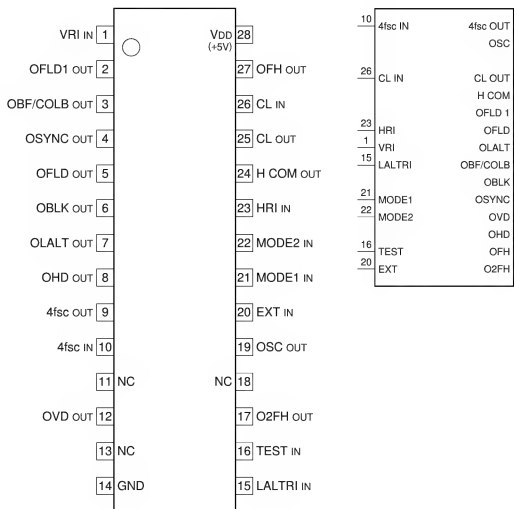 VRI IN 1
OFLD1 OUT 2
OBF/COLB OUT 3
OSYNC OUT 4
OFLD OUT 5
OBLK OUT 6
OLALT OUT 7
OHD OUT 8
4fsc OUT 9
4fsc IN 10
11 NC
OVD OUT 12
13 NC
14 GND
VDD 28
(+5V)
27 OFH OUT
26 CL IN
25 CL OUT
24 H COM OUT
23 HRI IN
22 MODE2 IN
21 MODE1 IN
20 EXT IN
19 OSC OUT
NC 18
17 O2FH OUT
16 TEST IN
15 LALTRI IN
10 4fsc IN 4fsc OUT
OSC
26 CL IN CL OUT
H COM
OFLD 1
23 HRI OFLD
1 VRI OLALT
15 LALTRI OBF/COLB
OBLK
21 MODE1 OSYNC
22 MODE2 OVD
OHD
16 TEST OFH
20 EXT O2FH